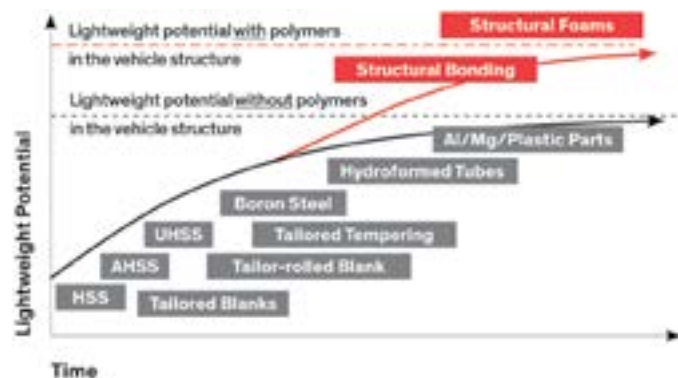 Lightweight potential with polymers
in the vehicle structure
Structural Foams
Structural Bonding
Lightweight potential without polymers
in the vehicle structure
Al/Mg/Plastic Parts
Hydroformed Tubes
Boron Steel
UHSS
Tailored Tempering
AHSS
Tailor-rolled Blank
HSS
Tailored Blanks
Lightweight Potential
Time